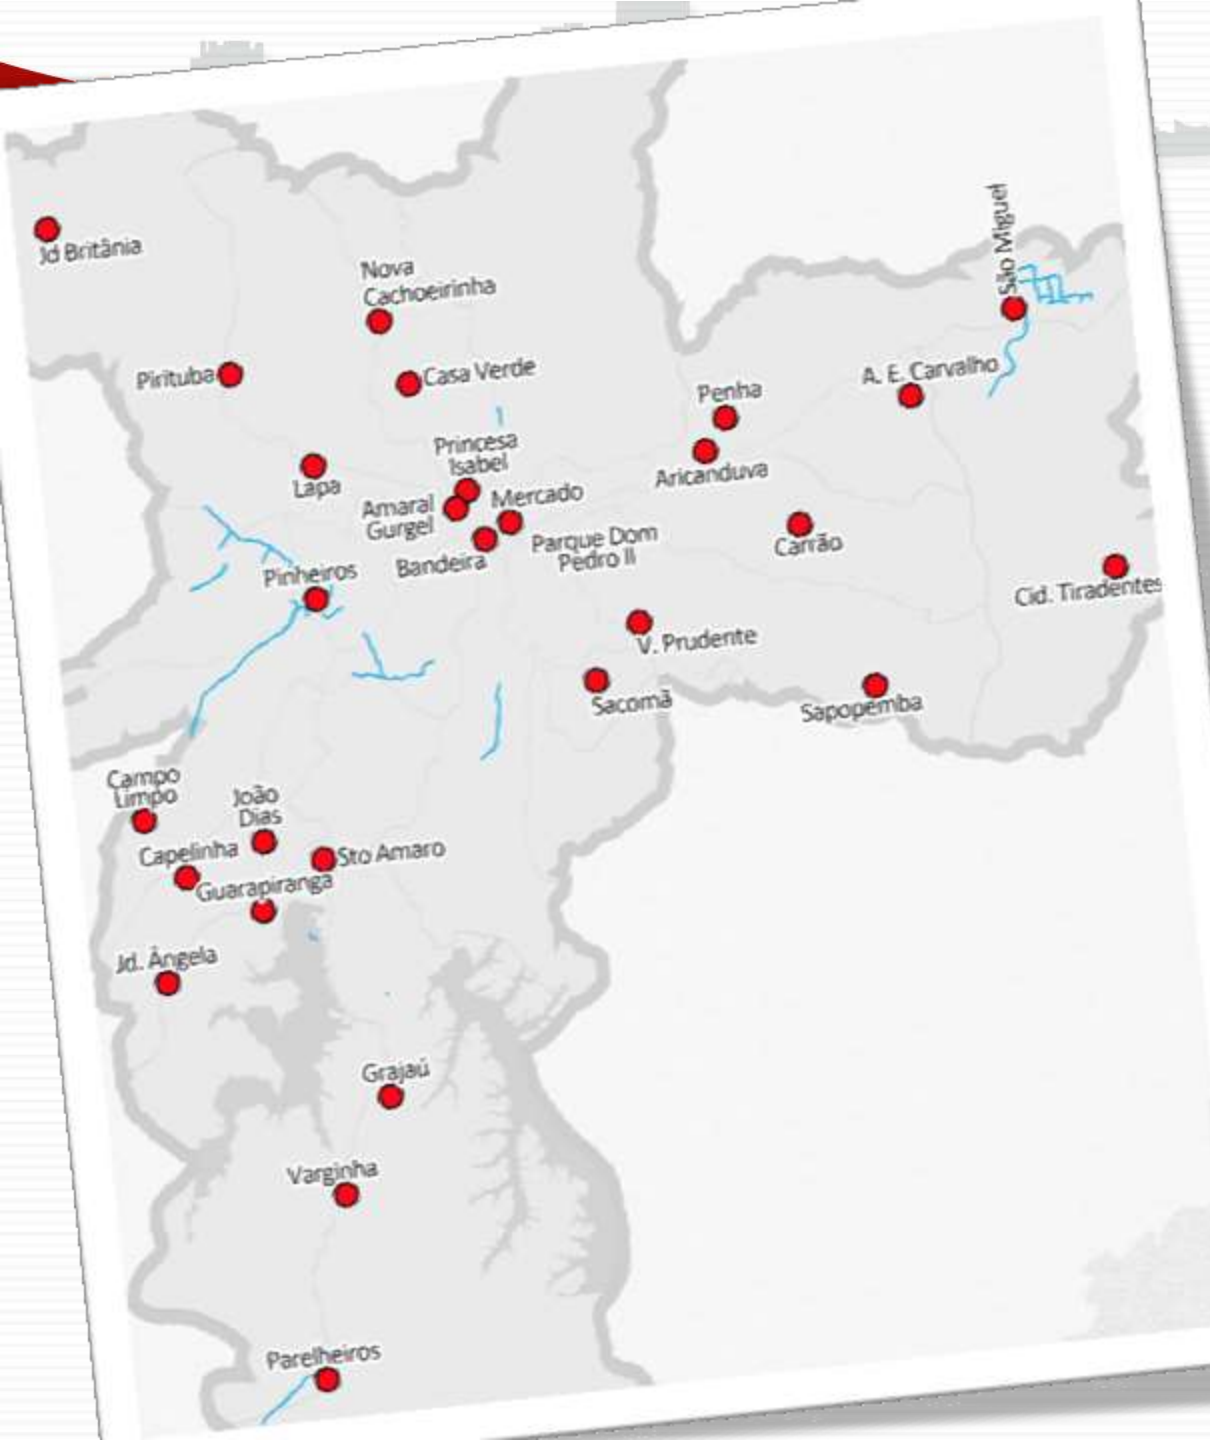 São Miguel
Jd Britânia
Nova
Cachoeirinha
Pirituba
Casa Verde
A. E. Carvalho
Penha
Princesa
Isabel
Lapa
Aricanduva
Amaral
Gurgel
Mercado
Bandeira
Parque Dom
Pedro II
Carrão
Pinheiros
Cid. Tiradentes
V. Prudente
Sacomã
Sapopemba
Campo
Limpo
João
Dias
Capelinha
Sto Amaro
Guarapiranga
Jd. Ângela
Grajaú
Varginha
Parelheiros